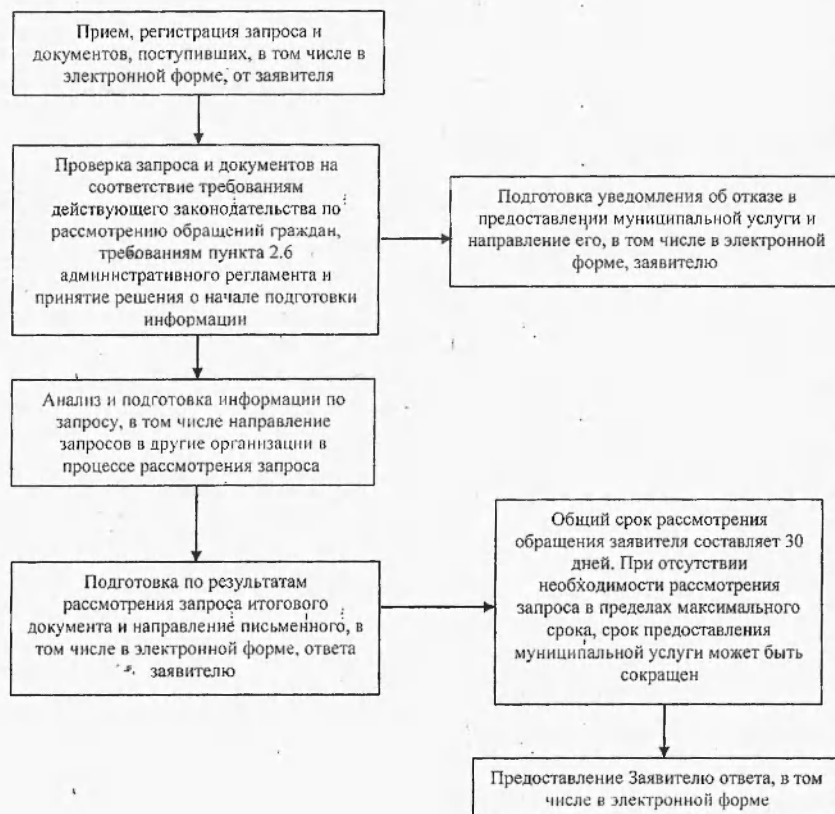 Прием, регистрация запроса и
документов, поступивших, в том числе в
электронной форме, от заявителя
Проверка запроса и документов на
соответствие требованиям
действующего законодательства по
рассмотрению обращений граждан,
требованиям пункта 2.6
административного регламента и
принятие решения о начале подготовки
информации
Подготовка уведомления об отказе в
предоставлении муниципальной услуги и
направление его, в том числе в электронной
форме, заявителю
Анализ и подготовка информации по
запросу, в том числе направление
запросов в другие организации в
процессе рассмотрения запроса
Подготовка по результатам
рассмотрения запроса итогового
документа и направление письменного, в
том числе в электронной форме, ответа
заявителю
Общий срок рассмотрения
обращения заявителя составляет 30
дней. При отсутствии
необходимости рассмотрения
запроса в пределах максимального
срока, срок предоставления
муниципальной услуги может быть
сокращен
Предоставление Заявителю ответа, в том
числе в электронной форме